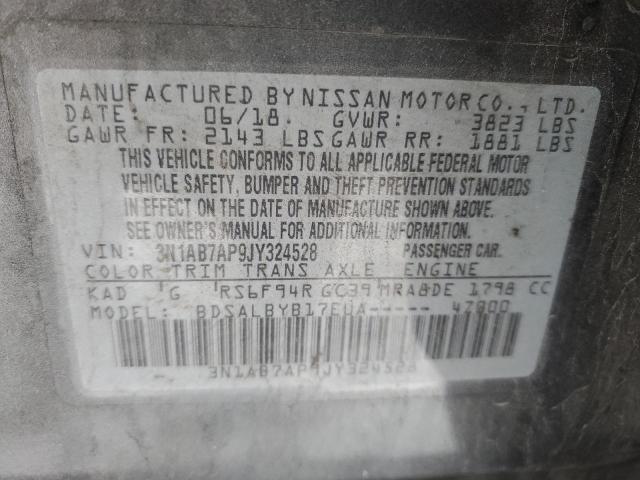 MANUFACTURED BY NISSAN MOTOR CO., LTD.
DATE: 06/18. GVWR: 3823 LBS
GAWR FR: 2143 LBS GAWR RR: 1881 LBS
THIS VEHICLE CONFORMS TO ALL APPLICABLE FEDERAL MOTOR
VEHICLE SAFETY, BUMPER AND THEFT PREVENTION STANDARDS
IN EFFECT ON THE DATE OF MANUFACTURE SHOWN ABOVE.
SEE OWNER'S MANUAL FOR ADDITIONAL INFORMATION.
VIN: 3N1AB7AP9JY324528 PASSENGER CAR.
COLOR TRIM TRANS AXLE ENGINE
KAD G RS6F94R GC39 MRA8DE 1798 CC
MODEL: BDSALBYB17EUA----- 47800
3N1AB7AP9JY324528